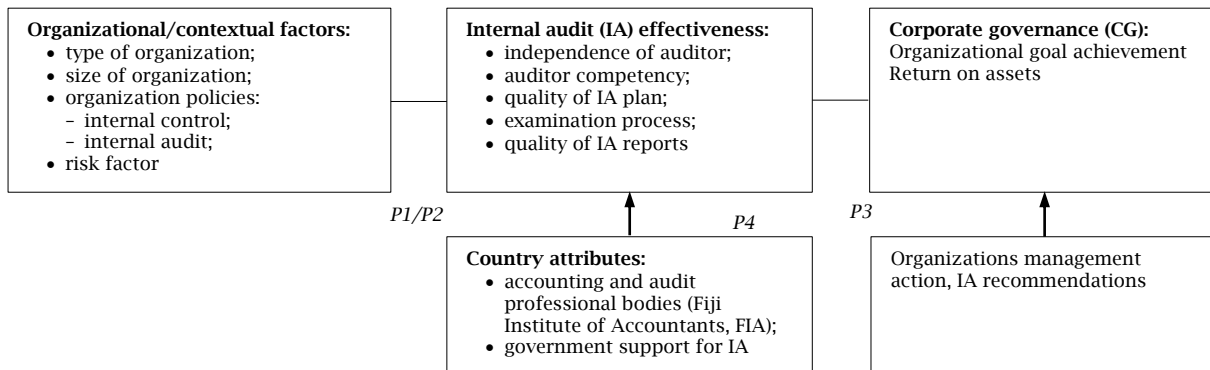 Organizational/contextual factors:
• type of organization;
• size of organization;
• organization policies:
– internal control;
– internal audit;
• risk factor
Internal audit (IA) effectiveness:
• independence of auditor;
• auditor competency;
• quality of IA plan;
• examination process;
• quality of IA reports
Corporate governance (CG):
Organizational goal achievement
Return on assets
P1/P2
P4
P3
Country attributes:
• accounting and audit
professional bodies (Fiji
Institute of Accountants, FIA);
• government support for IA
Organizations management
action, IA recommendations